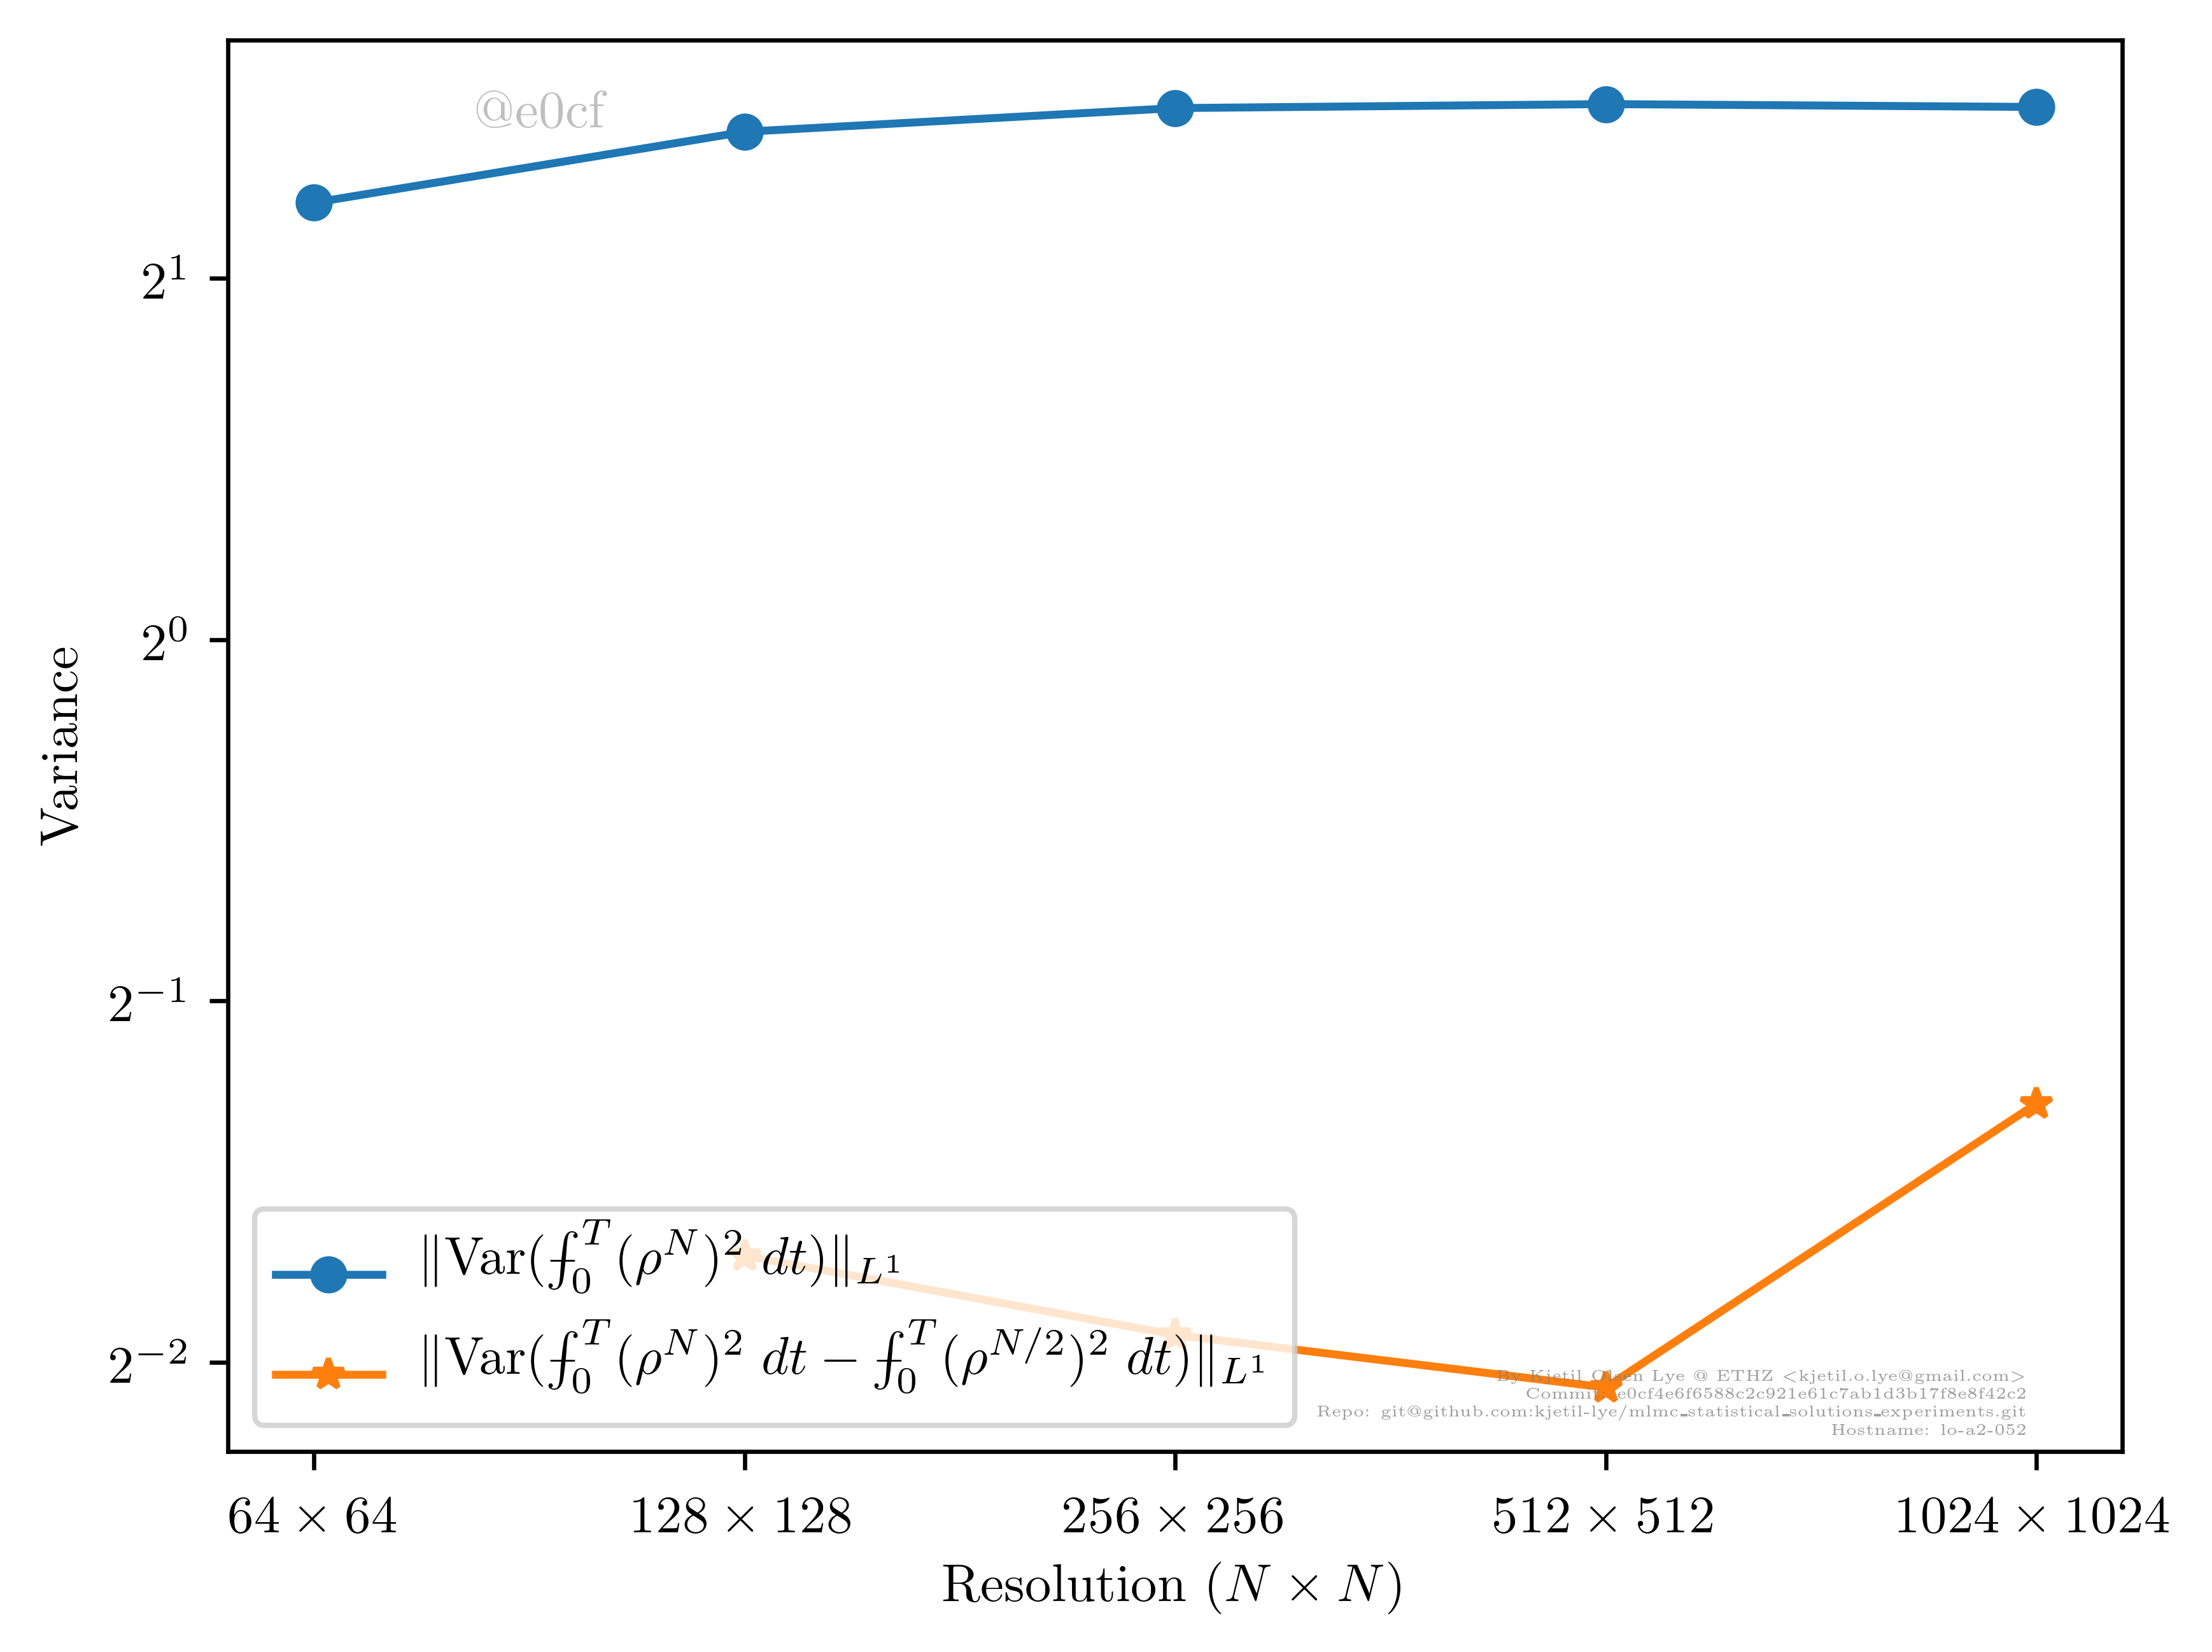 @e0cf
2^1
2^0
2^{-1}
2^{-2}
Variance
‖Var(⨍_0^T (ρ^N)^2 dt)‖_{L^1}
‖Var(⨍_0^T (ρ^N)^2 dt − ⨍_0^T (ρ^{N/2})^2 dt)‖_{L^1}
By Kjetil Olsen Lye @ ETHZ <kjetil.o.lye@gmail.com>
Commit: e0cf4e6f6588c2c921e61c7ab1d3b17f8e8f42c2
Repo: git@github.com:kjetil-lye/mlmc_statistical_solutions_experiments.git
Hostname: lo-a2-052
64 × 64 128 × 128 256 × 256 512 × 512 1024 × 1024
Resolution (N × N)